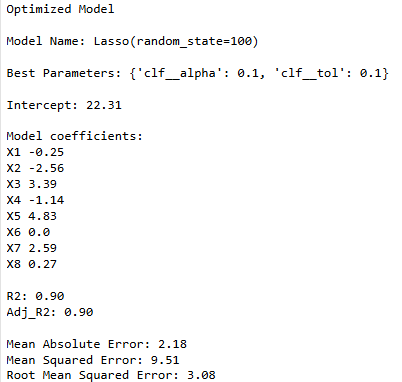 Optimized Model
Model Name: Lasso(random_state=100)
Best Parameters: {'clf__alpha': 0.1, 'clf__tol': 0.1}
Intercept: 22.31
Model coefficients:
X1 -0.25
X2 -2.56
X3 3.39
X4 -1.14
X5 4.83
X6 0.0
X7 2.59
X8 0.27
R2: 0.90
Adj_R2: 0.90
Mean Absolute Error: 2.18
Mean Squared Error: 9.51
Root Mean Squared Error: 3.08